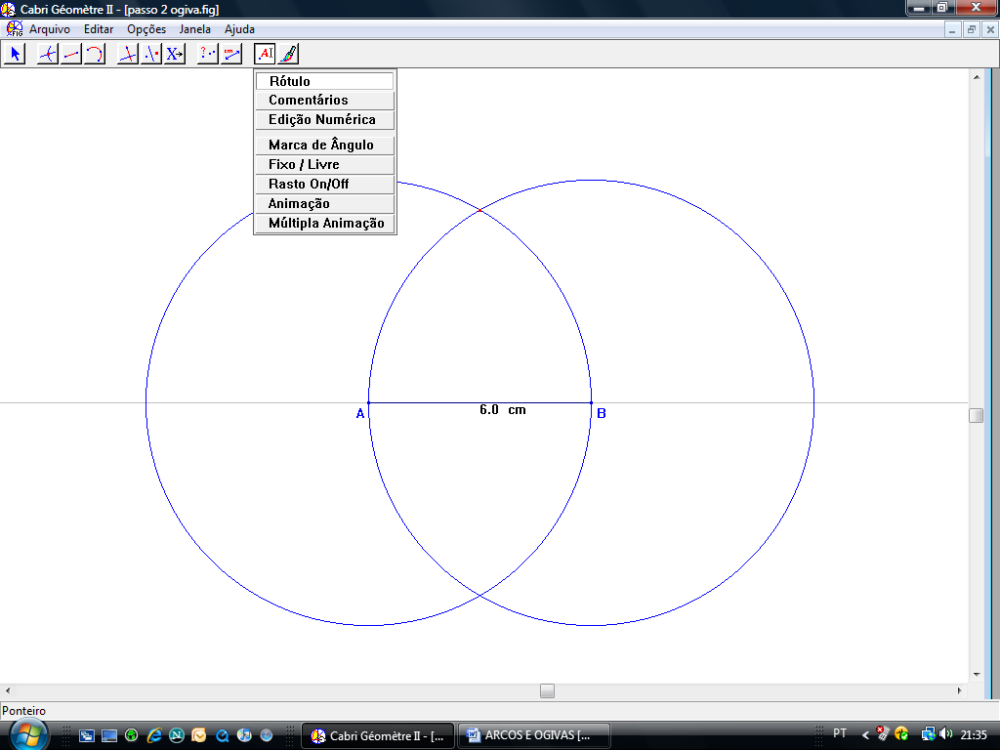 Cabri Géomètre II - [passo 2 ogiva.fig]
FIG Arquivo Editar Opções Janela Ajuda
X→ ? cm A
Rótulo
Comentários
Edição Numérica
Marca de Ângulo
Fixo / Livre
Rasto On/Off
Animação
Múltipla Animação
6.0 cm
A B
Ponteiro
Cabri Géomètre II - [... ARCOS E OGIVAS [... PT 21:35